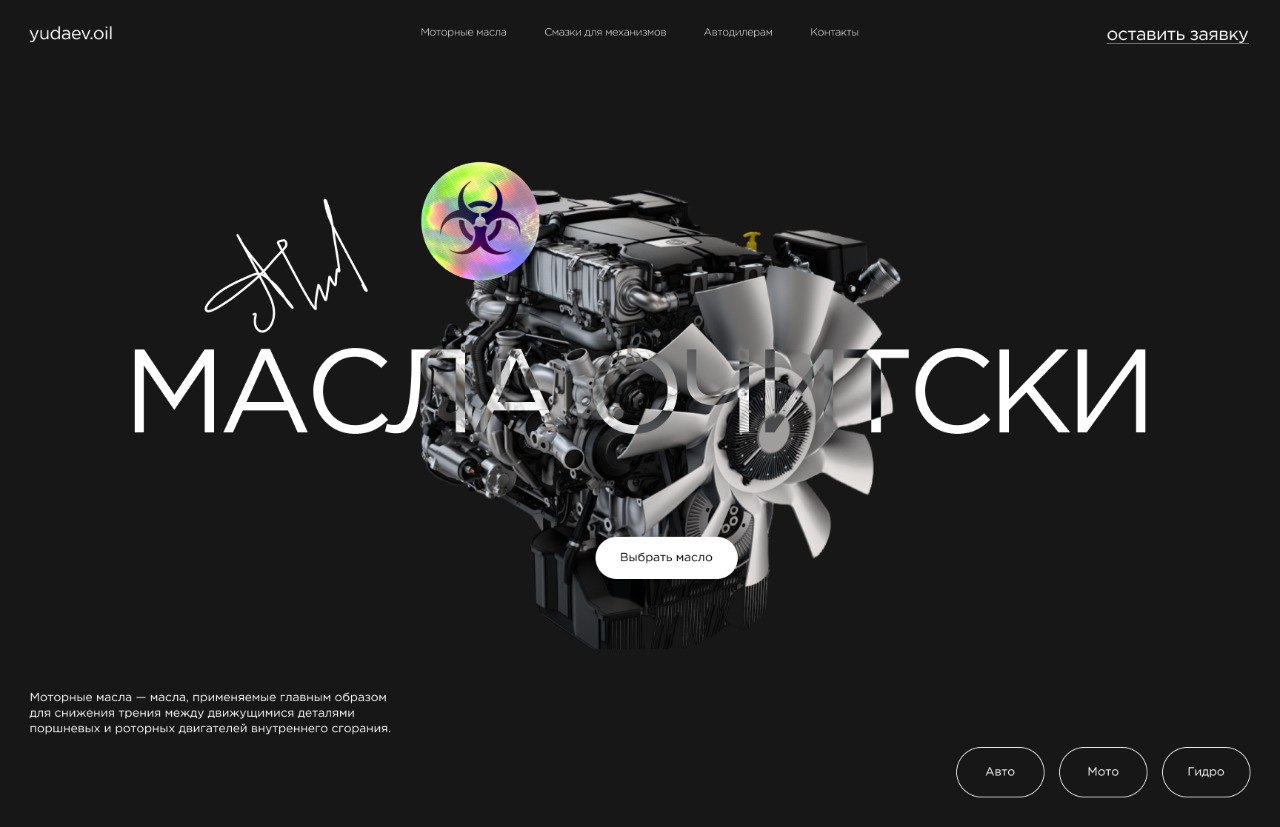 yudaev.oil
Моторные масла
Смазки для механизмов
Автодилерам
Контакты
оставить заявку
МАСЛА ОЧИТСКИ
Выбрать масло
Моторные масла — масла, применяемые главным образом
для снижения трения между движущимися деталями
поршневых и роторных двигателей внутреннего сгорания.
Авто
Мото
Гидро